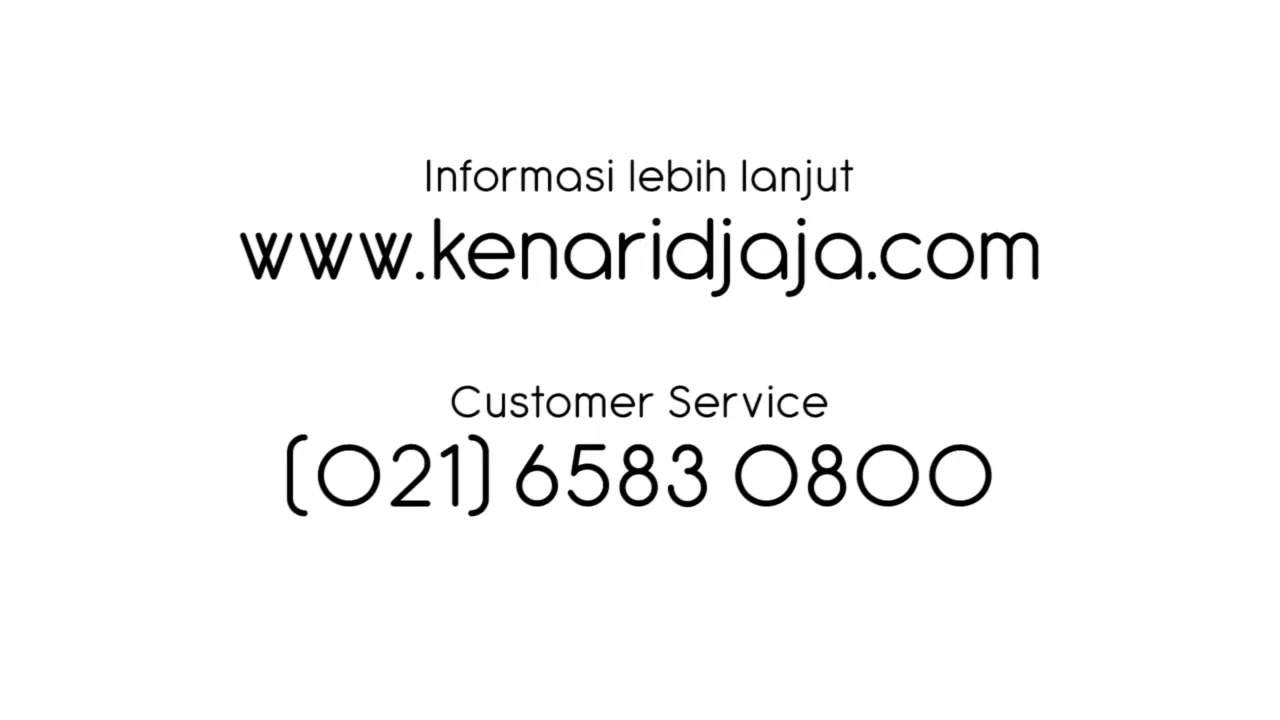 Informasi lebih lanjut
www.kenaridjaja.com
Customer Service
(021) 6583 0800